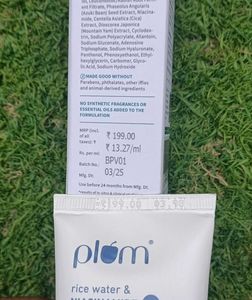 ant Filtrate, Phaseolus Angularis
(Azuki Bean) Seed Extract, Niacina-
mide, Centella Asiatica (Cica)
Extract, Dioscorea Japonica
(Mountain Yam) Extract, Cyclodex-
trin, Sodium Polyacrylate, Allantoin,
Sodium Gluconate, Adenosine
Triphosphate, Sodium Hyaluronate,
Panthenol, Phenoxyethanol, Ethyl-
hexylglycerin, Carbomer, Glyco-
lic Acid, Sodium Hydroxide
MADE GOOD WITHOUT
Parabens, phthalates, other iffies
and animal-derived ingredients
NO SYNTHETIC FRAGRANCES OR
ESSENTIAL OILS ADDED TO THE
FORMULATION
MRP (incl.
of all
taxes): ₹ ₹ 199.00
Rs. per ml: ₹ 13.27/ml
Batch No. BPV01
Mfg. Dt. 03/25
Use before 24 months from Mfg. Dt.
plum
rice water &